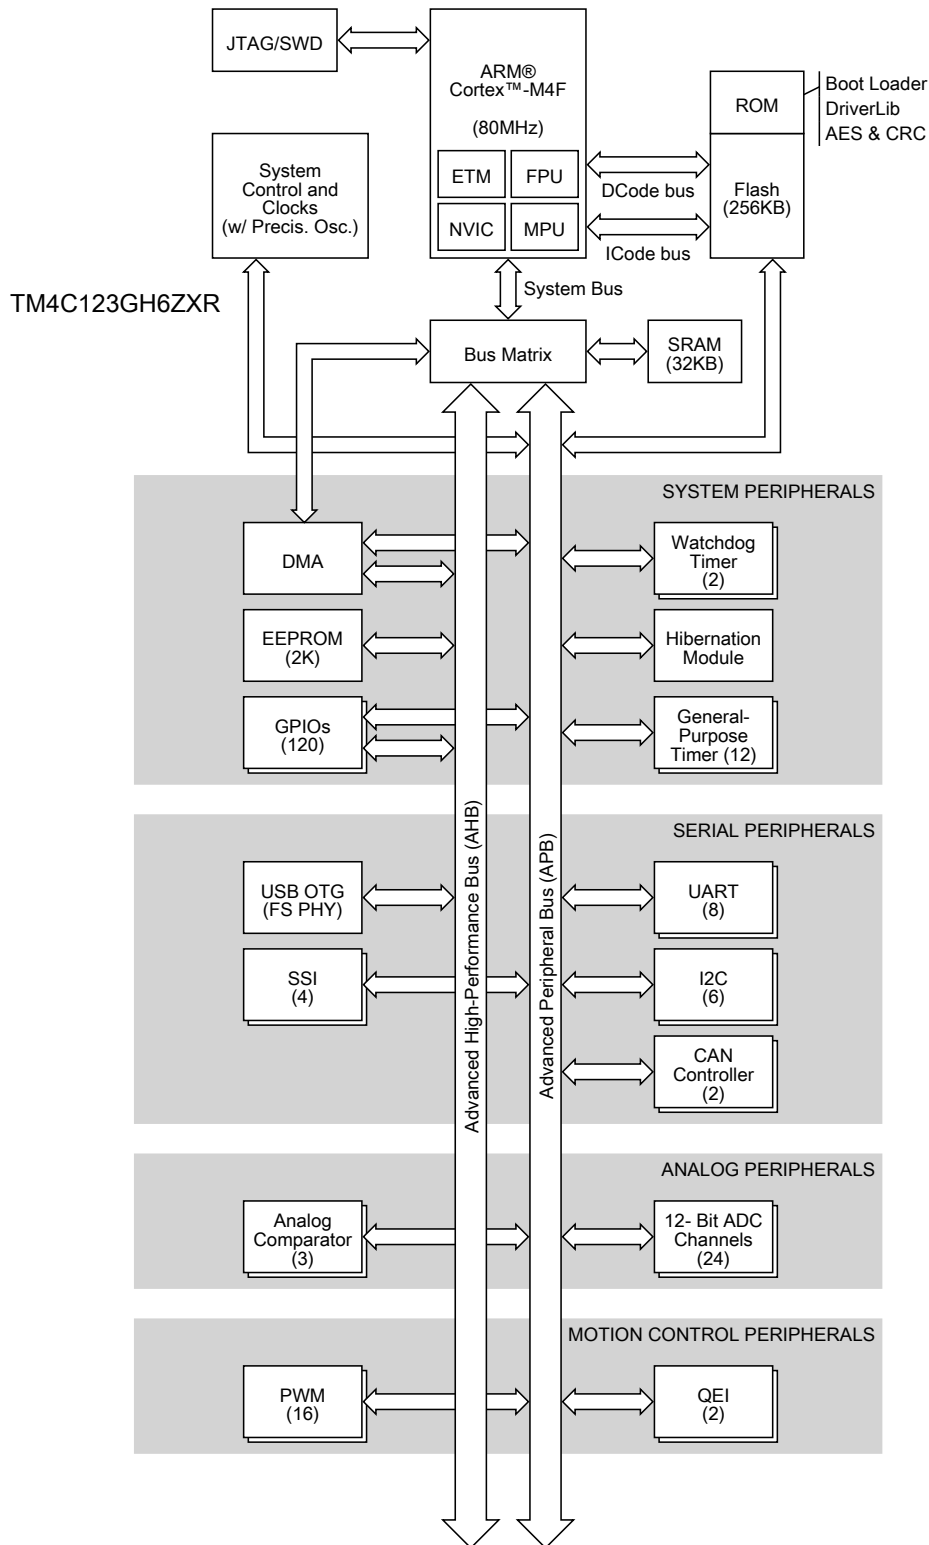 JTAG/SWD
ARM®
Cortex™-M4F
(80MHz)
ETM
FPU
NVIC
MPU
ROM
Boot Loader
DriverLib
AES & CRC
Flash
(256KB)
DCode bus
ICode bus
System
Control and
Clocks
(w/ Precis. Osc.)
TM4C123GH6ZXR
System Bus
Bus Matrix
SRAM
(32KB)
SYSTEM PERIPHERALS
DMA
Watchdog
Timer
(2)
EEPROM
(2K)
Hibernation
Module
GPIOs
(120)
General-
Purpose
Timer (12)
Advanced High-Performance Bus (AHB)
Advanced Peripheral Bus (APB)
SERIAL PERIPHERALS
USB OTG
(FS PHY)
UART
(8)
SSI
(4)
I2C
(6)
CAN
Controller
(2)
ANALOG PERIPHERALS
Analog
Comparator
(3)
12- Bit ADC
Channels
(24)
MOTION CONTROL PERIPHERALS
PWM
(16)
QEI
(2)